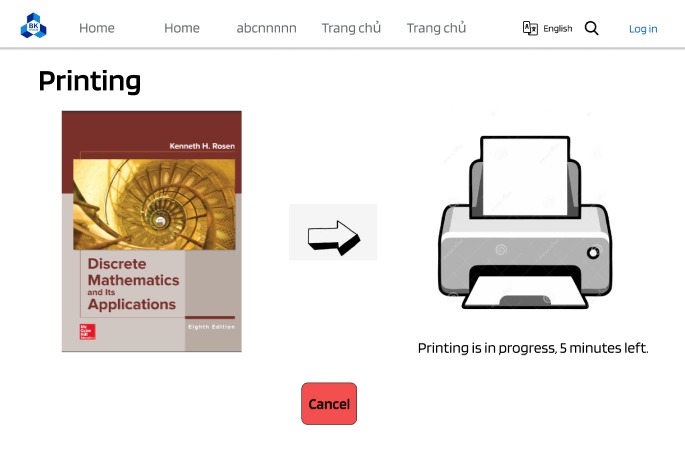 BK
Home
Home
abcnnnnn
Trang chủ
Trang chủ
English
Log in
Printing
Kenneth H. Rosen
Discrete
Mathematics
and Its
Applications
Eighth Edition
Mc
Graw
Hill
Printing is in progress, 5 minutes left.
Cancel